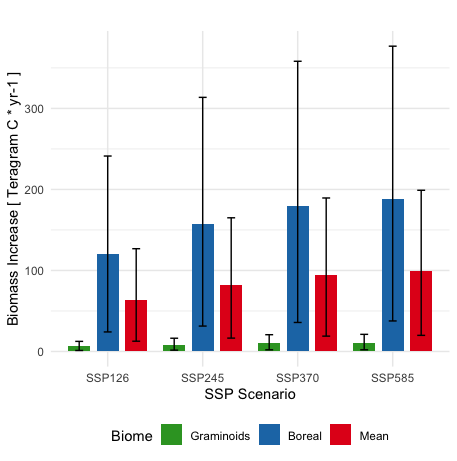 Biomass Increase [ Teragram C * yr-1 ]
300
200
100
0
SSP126 SSP245 SSP370 SSP585
SSP Scenario
Biome Graminoids Boreal Mean